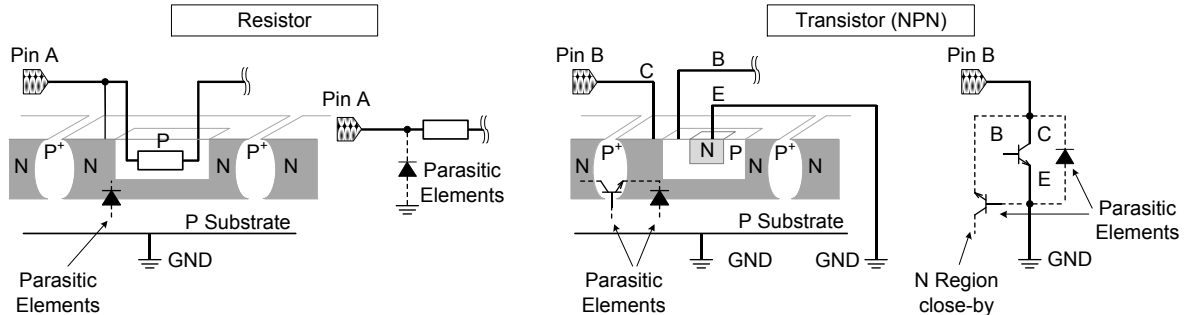 Resistor
Transistor (NPN)
Pin A
Pin A
P
N
P+
N
N
P+
N
Parasitic
Elements
P Substrate
GND
Parasitic
Elements
Pin B
C
B
E
Pin B
N
P+
N
N
P
N
P+
N
P Substrate
GND
GND
Parasitic
Elements
B
C
E
Parasitic
Elements
N Region
close-by
GND